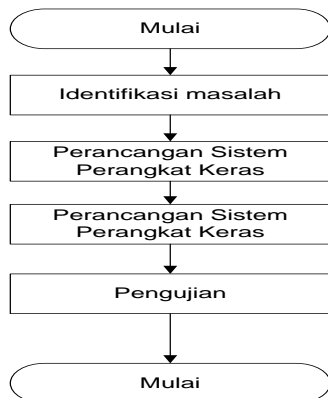 Mulai
Identifikasi masalah
Perancangan Sistem
Perangkat Keras
Perancangan Sistem
Perangkat Keras
Pengujian
Mulai